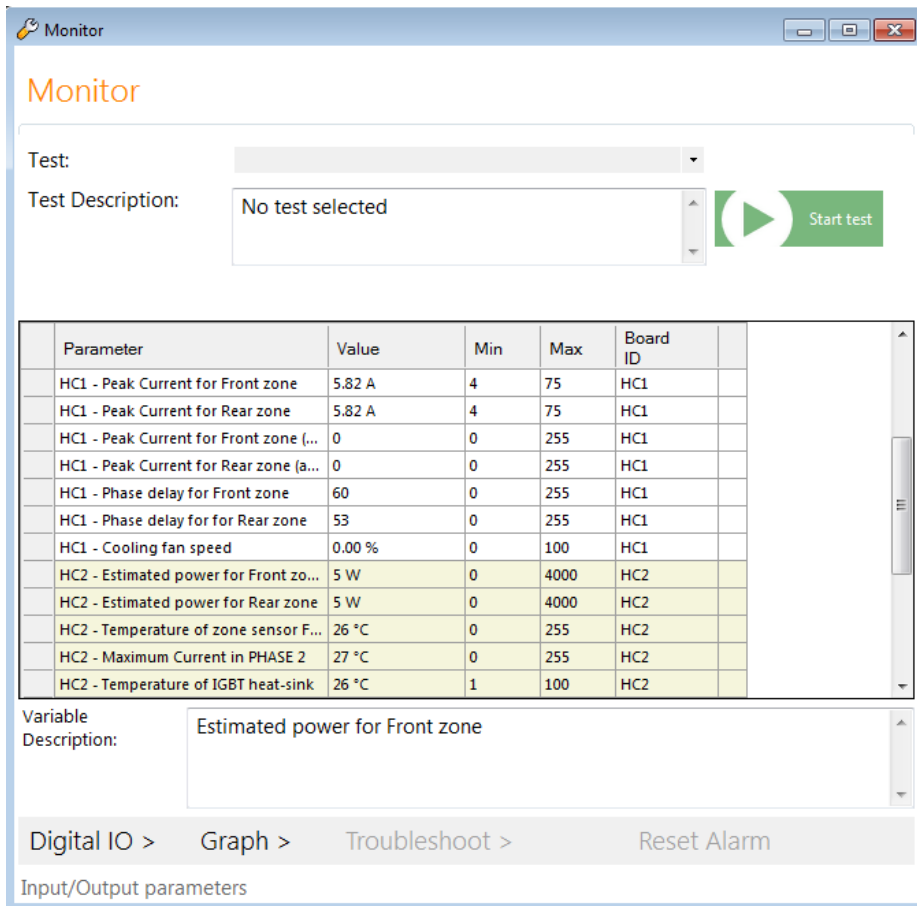 Monitor
Monitor
Test:
Test Description:
No test selected
Start test
Parameter Value Min Max Board ID
HC1 - Peak Current for Front zone 5.82 A 4 75 HC1
HC1 - Peak Current for Rear zone 5.82 A 4 75 HC1
HC1 - Peak Current for Front zone (... 0 0 255 HC1
HC1 - Peak Current for Rear zone (a... 0 0 255 HC1
HC1 - Phase delay for Front zone 60 0 255 HC1
HC1 - Phase delay for for Rear zone 53 0 255 HC1
HC1 - Cooling fan speed 0.00 % 0 100 HC1
HC2 - Estimated power for Front zo... 5 W 0 4000 HC2
HC2 - Estimated power for Rear zone 5 W 0 4000 HC2
HC2 - Temperature of zone sensor F... 26 °C 0 255 HC2
HC2 - Maximum Current in PHASE 2 27 °C 0 255 HC2
HC2 - Temperature of IGBT heat-sink 26 °C 1 100 HC2
Variable
Description:
Estimated power for Front zone
Digital IO > Graph > Troubleshoot > Reset Alarm
Input/Output parameters